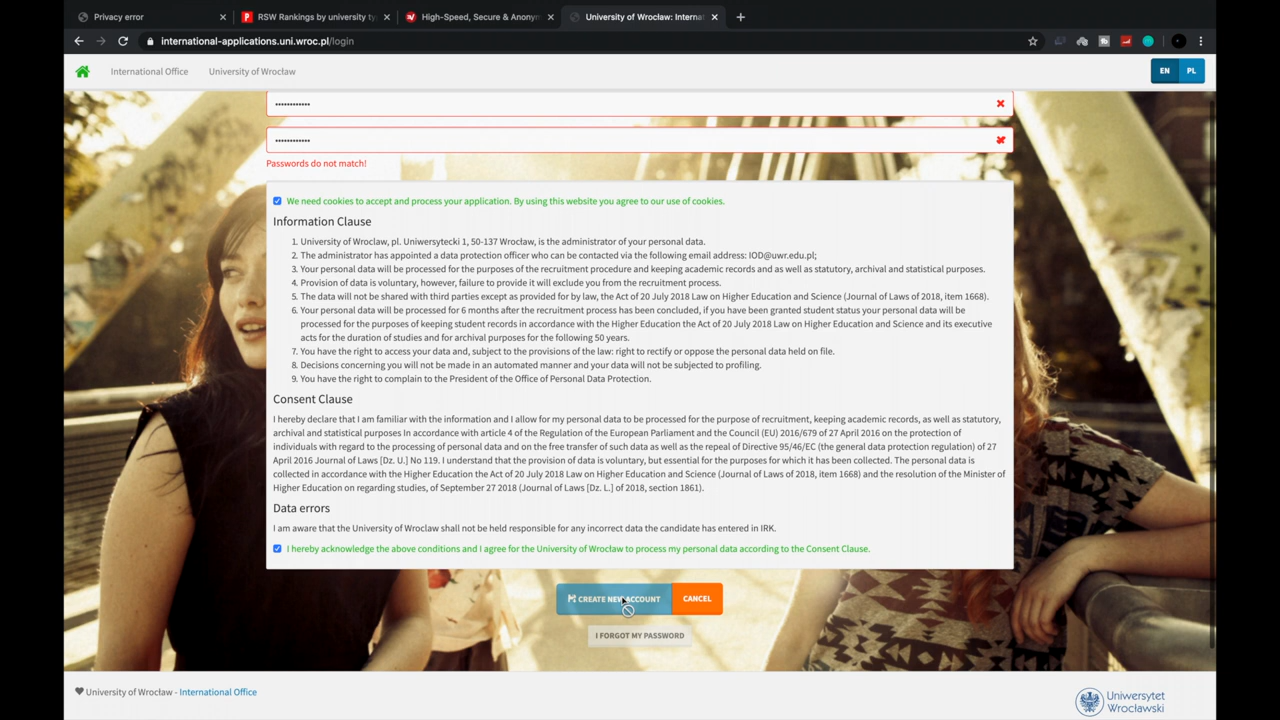 Privacy error
RSW Rankings by university ty
High-Speed, Secure & Anonym
University of Wrocław: Internat
international-applications.uni.wroc.pl/login
International Office
University of Wrocław
EN
PL
••••••••••••
••••••••••••
Passwords do not match!
We need cookies to accept and process your application. By using this website you agree to our use of cookies.
Information Clause
1. University of Wroclaw, pl. Uniwersytecki 1, 50-137 Wrocław, is the administrator of your personal data.
2. The administrator has appointed a data protection officer who can be contacted via the following email address: IOD@uwr.edu.pl;
3. Your personal data will be processed for the purposes of the recruitment procedure and keeping academic records and as well as statutory, archival and statistical purposes.
4. Provision of data is voluntary, however, failure to provide it will exclude you from the recruitment process.
5. The data will not be shared with third parties except as provided for by law, the Act of 20 July 2018 Law on Higher Education and Science (Journal of Laws of 2018, item 1668).
6. Your personal data will be processed for 6 months after the recruitment process has been concluded, if you have been granted student status your personal data will be
processed for the purposes of keeping student records in accordance with the Higher Education the Act of 20 July 2018 Law on Higher Education and Science and its executive
acts for the duration of studies and for archival purposes for the following 50 years.
7. You have the right to access your data and, subject to the provisions of the law: right to rectify or oppose the personal data held on file.
8. Decisions concerning you will not be made in an automated manner and your data will not be subjected to profiling.
9. You have the right to complain to the President of the Office of Personal Data Protection.
Consent Clause
I hereby declare that I am familiar with the information and I allow for my personal data to be processed for the purpose of recruitment, keeping academic records, as well as statutory,
archival and statistical purposes In accordance with article 4 of the Regulation of the European Parliament and the Council (EU) 2016/679 of 27 April 2016 on the protection of
individuals with regard to the processing of personal data and on the free transfer of such data as well as the repeal of Directive 95/46/EC (the general data protection regulation) of 27
April 2016 Journal of Laws [Dz. U.] No 119. I understand that the provision of data is voluntary, but essential for the purposes for which it has been collected. The personal data is
collected in accordance with the Higher Education the Act of 20 July 2018 Law on Higher Education and Science (Journal of Laws of 2018, item 1668) and the resolution of the Minister of
Higher Education on regarding studies, of September 27 2018 (Journal of Laws [Dz. L.] of 2018, section 1861).
Data errors
I am aware that the University of Wroclaw shall not be held responsible for any incorrect data the candidate has entered in IRK.
I hereby acknowledge the above conditions and I agree for the University of Wrocław to process my personal data according to the Consent Clause.
CREATE NEW ACCOUNT
CANCEL
I FORGOT MY PASSWORD
University of Wrocław - International Office
Uniwersytet
Wrocławski